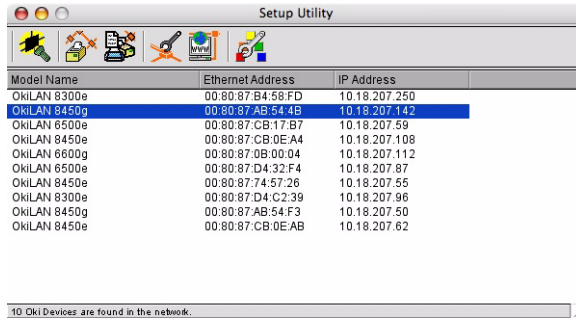 Setup Utility
Model Name Ethernet Address IP Address
OkiLAN 8300e 00:80:87:B4:58:FD 10.18.207.250
OkiLAN 8450g 00:80:87:AB:54:4B 10.18.207.142
OkiLAN 6500e 00:80:87:CB:17:B7 10.18.207.59
OkiLAN 8450e 00:80:87:CB:0E:A4 10.18.207.108
OkiLAN 6600g 00:80:87:0B:00:04 10.18.207.112
OkiLAN 6500e 00:80:87:D4:32:F4 10.18.207.87
OkiLAN 8450e 00:80:87:74:57:26 10.18.207.55
OkiLAN 8300e 00:80:87:D4:C2:39 10.18.207.96
OkiLAN 8450g 00:80:87:AB:54:F3 10.18.207.50
OkiLAN 8450e 00:80:87:CB:0E:AB 10.18.207.62
10 Oki Devices are found in the network.